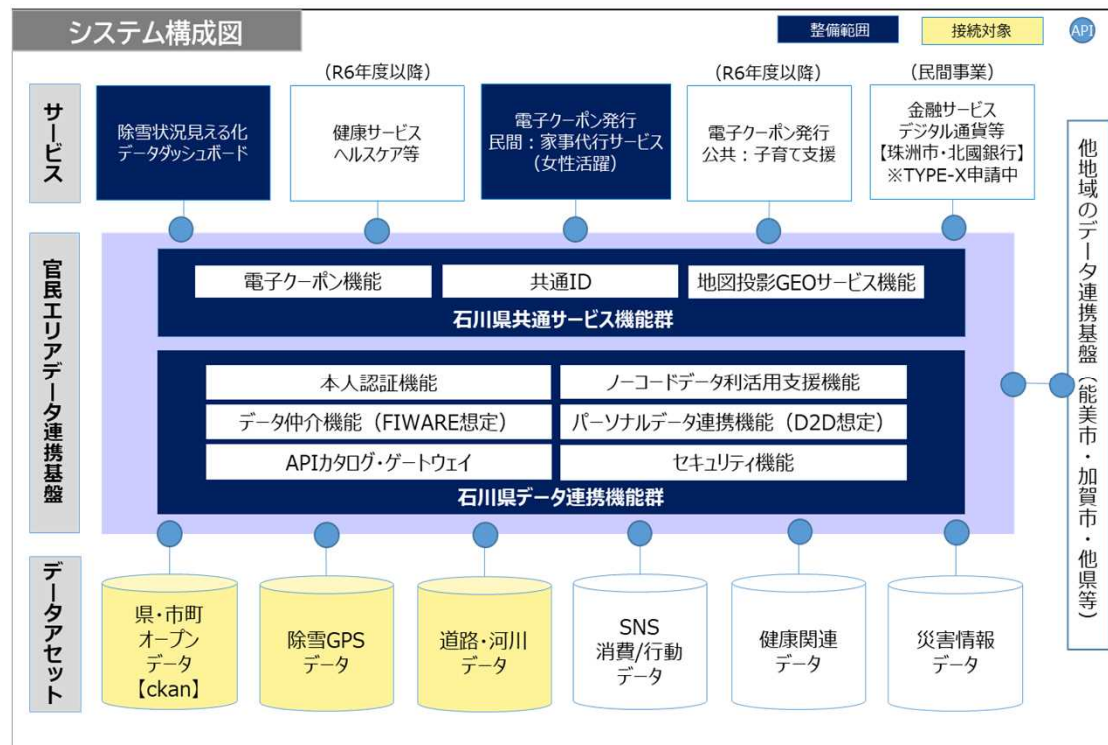 システム構成図
整備範囲
接続対象
API
サービス
除雪状況見える化
データダッシュボード
(R6年度以降)
健康サービス
ヘルスケア等
電子クーポン発行
民間：家事代行サービス
(女性活躍)
(R6年度以降)
電子クーポン発行
公共：子育て支援
(民間事業)
金融サービス
デジタル通貨等
【珠洲市・北國銀行】
※TYPE-X申請中
官民エリアデータ連携基盤
電子クーポン機能
共通ID
地図投影GEOサービス機能
石川県共通サービス機能群
本人認証機能
ノーコードデータ利活用支援機能
データ仲介機能（FIWARE想定）
パーソナルデータ連携機能（D2D想定）
APIカタログ・ゲートウェイ
セキュリティ機能
石川県データ連携機能群
他地域のデータ連携基盤（能美市・加賀市・他県等）
データアセット
県・市町
オープン
データ
【ckan】
除雪GPS
データ
道路・河川
データ
SNS
消費/行動
データ
健康関連
データ
災害情報
データ